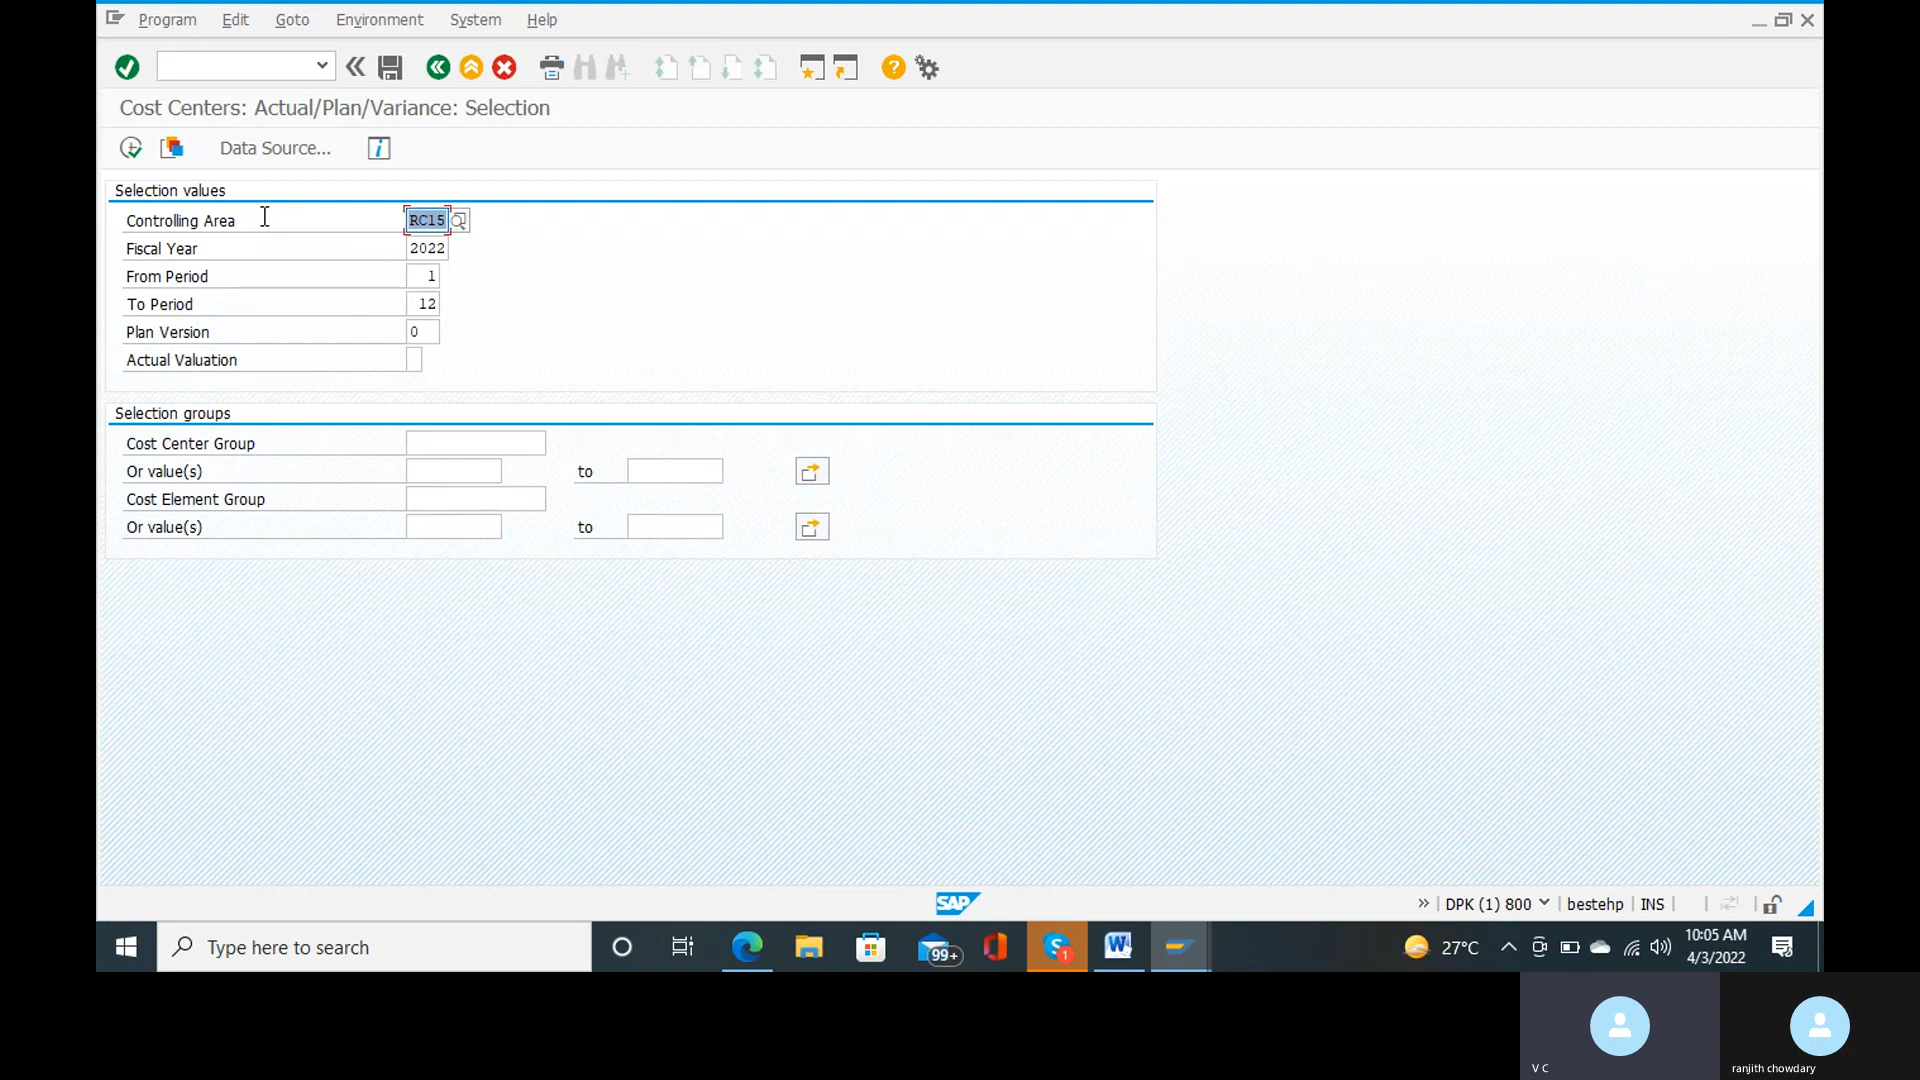 Program Edit Goto Environment System Help
Cost Centers: Actual/Plan/Variance: Selection
Data Source...
Selection values
Controlling Area RC15
Fiscal Year 2022
From Period 1
To Period 12
Plan Version 0
Actual Valuation
Selection groups
Cost Center Group
Or value(s) to
Cost Element Group
Or value(s) to
SAP DPK (1) 800 bestehp INS
Type here to search 99+ 1 27°C 10:05 AM
4/3/2022
V C ranjith chowdary